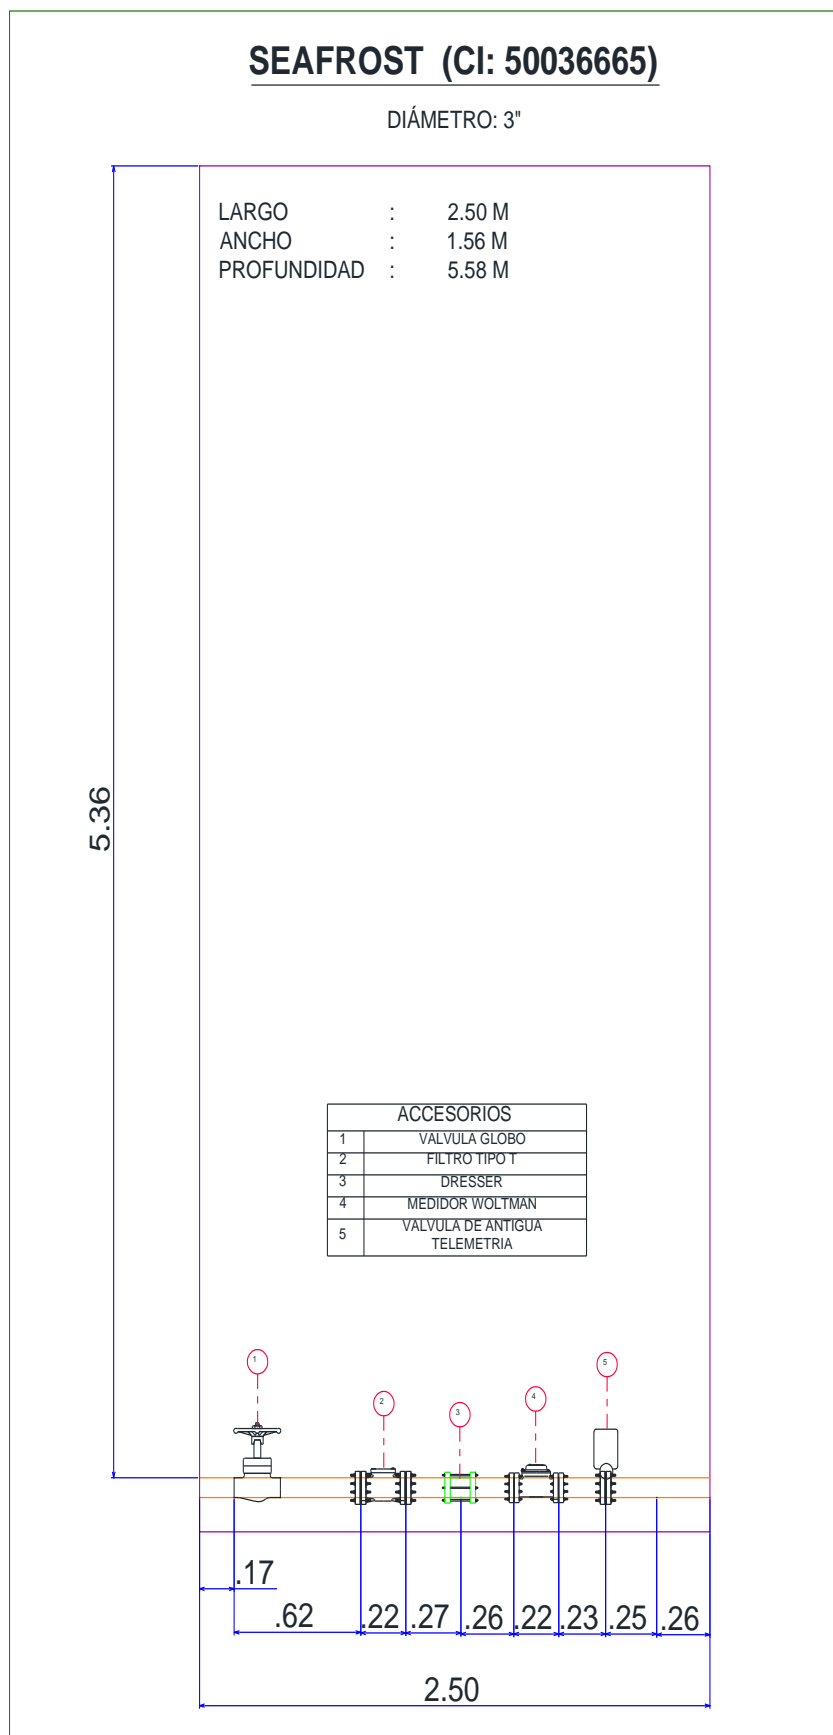 SEAFROST (CI: 50036665)
DIÁMETRO: 3"
LARGO : 2.50 M
ANCHO : 1.56 M
PROFUNDIDAD : 5.58 M
5.36
ACCESORIOS
1 VALVULA GLOBO
2 FILTRO TIPO T
3 DRESSER
4 MEDIDOR WOLTMAN
5 VALVULA DE ANTIGUA
TELEMETRIA
1
2
3
4
5
.17
.62 .22 .27 .26 .22 .23 .25 .26
2.50